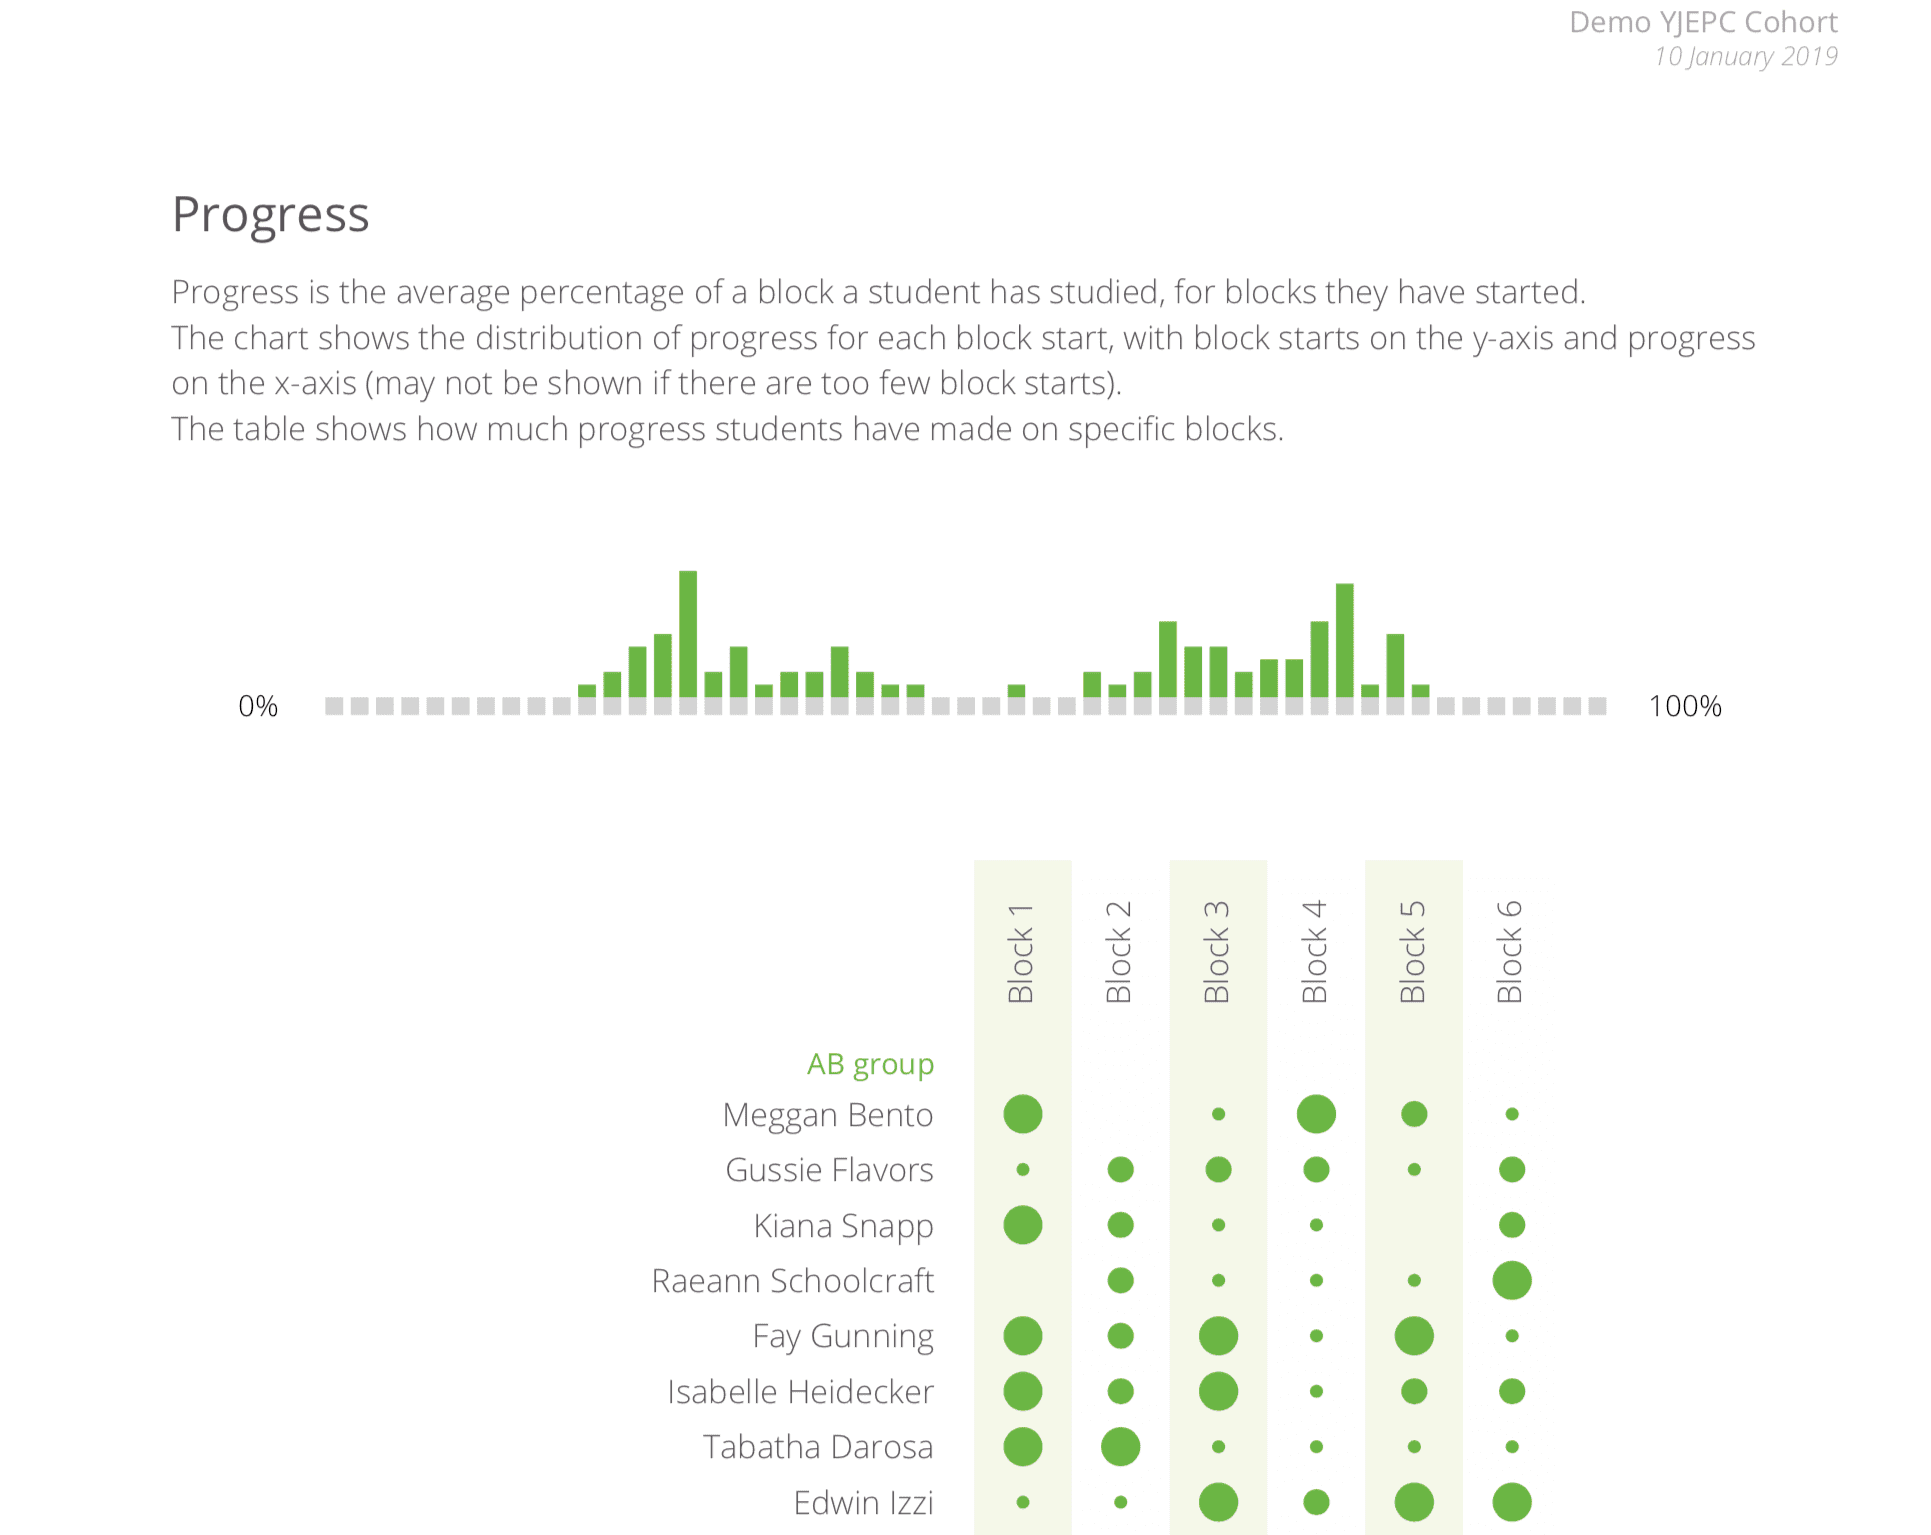 Demo YJEPC Cohort
10 January 2019
Progress
Progress is the average percentage of a block a student has studied, for blocks they have started.
The chart shows the distribution of progress for each block start, with block starts on the y-axis and progress
on the x-axis (may not be shown if there are too few block starts).
The table shows how much progress students have made on specific blocks.
0%
100%
Block 1
Block 2
Block 3
Block 4
Block 5
Block 6
AB group
Meggan Bento
Gussie Flavors
Kiana Snapp
Raeann Schoolcraft
Fay Gunning
Isabelle Heidecker
Tabatha Darosa
Edwin Izzi